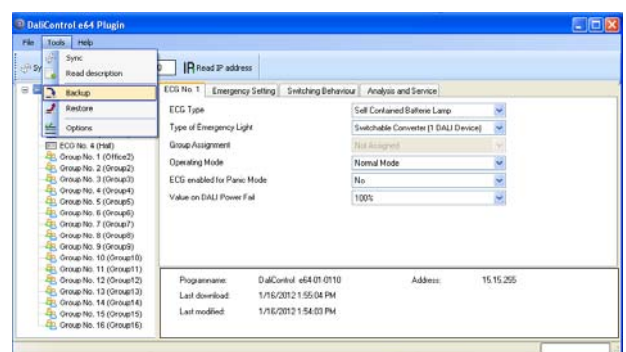 DaliControl e64 Plugin
File Tools Help
Sy
Read IP address
Sync
Read description
Backup
Restore
Options
ECG No. 1 Emergency Setting Switching Behaviour Analysis and Service
ECG Type Self Contained Batterie Lamp
Type of Emergency Light Switchable Converter (1 DALI Device)
Group Assignment Not Assigned
Operating Mode Normal Mode
ECG enabled for Panic Mode No
Value on DALI Power Fail 100%
ECG No. 4 (Hall)
Group No. 1 (Office2)
Group No. 2 (Group2)
Group No. 3 (Group3)
Group No. 4 (Group4)
Group No. 5 (Group5)
Group No. 6 (Group6)
Group No. 7 (Group7)
Group No. 8 (Group8)
Group No. 9 (Group9)
Group No. 10 (Group10)
Group No. 11 (Group11)
Group No. 12 (Group12)
Group No. 13 (Group13)
Group No. 14 (Group14)
Group No. 15 (Group15)
Group No. 16 (Group16)
Programname: DaliControl e64-01-0110 Address: 15.15.255
Last download: 1/16/2012 1:55:04 PM
Last modified: 1/16/2012 1:54:03 PM